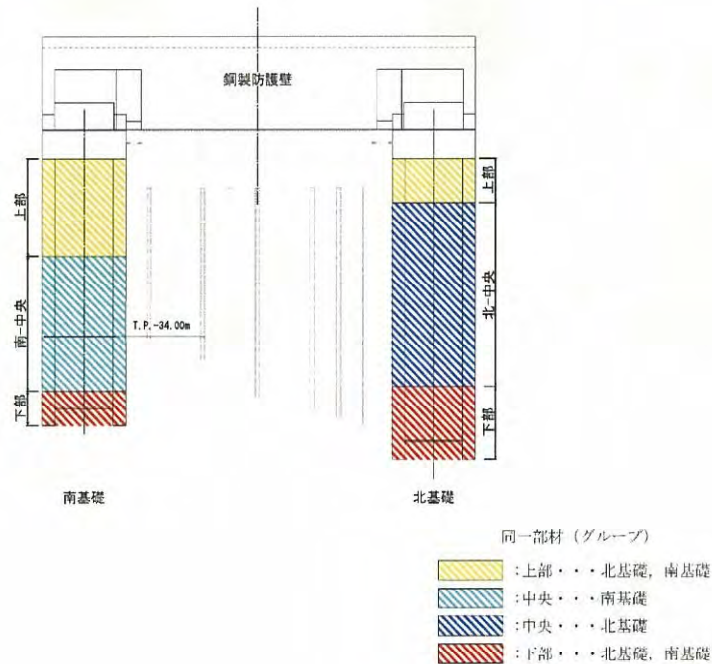 鋼製防護壁
上部
南-中央
下部
T.P.-34.00m
上部
北-中央
下部
南基礎
北基礎
同一部材（グループ）
：上部・・・北基礎，南基礎
：中央・・・南基礎
：中央・・・北基礎
：下部・・・北基礎，南基礎